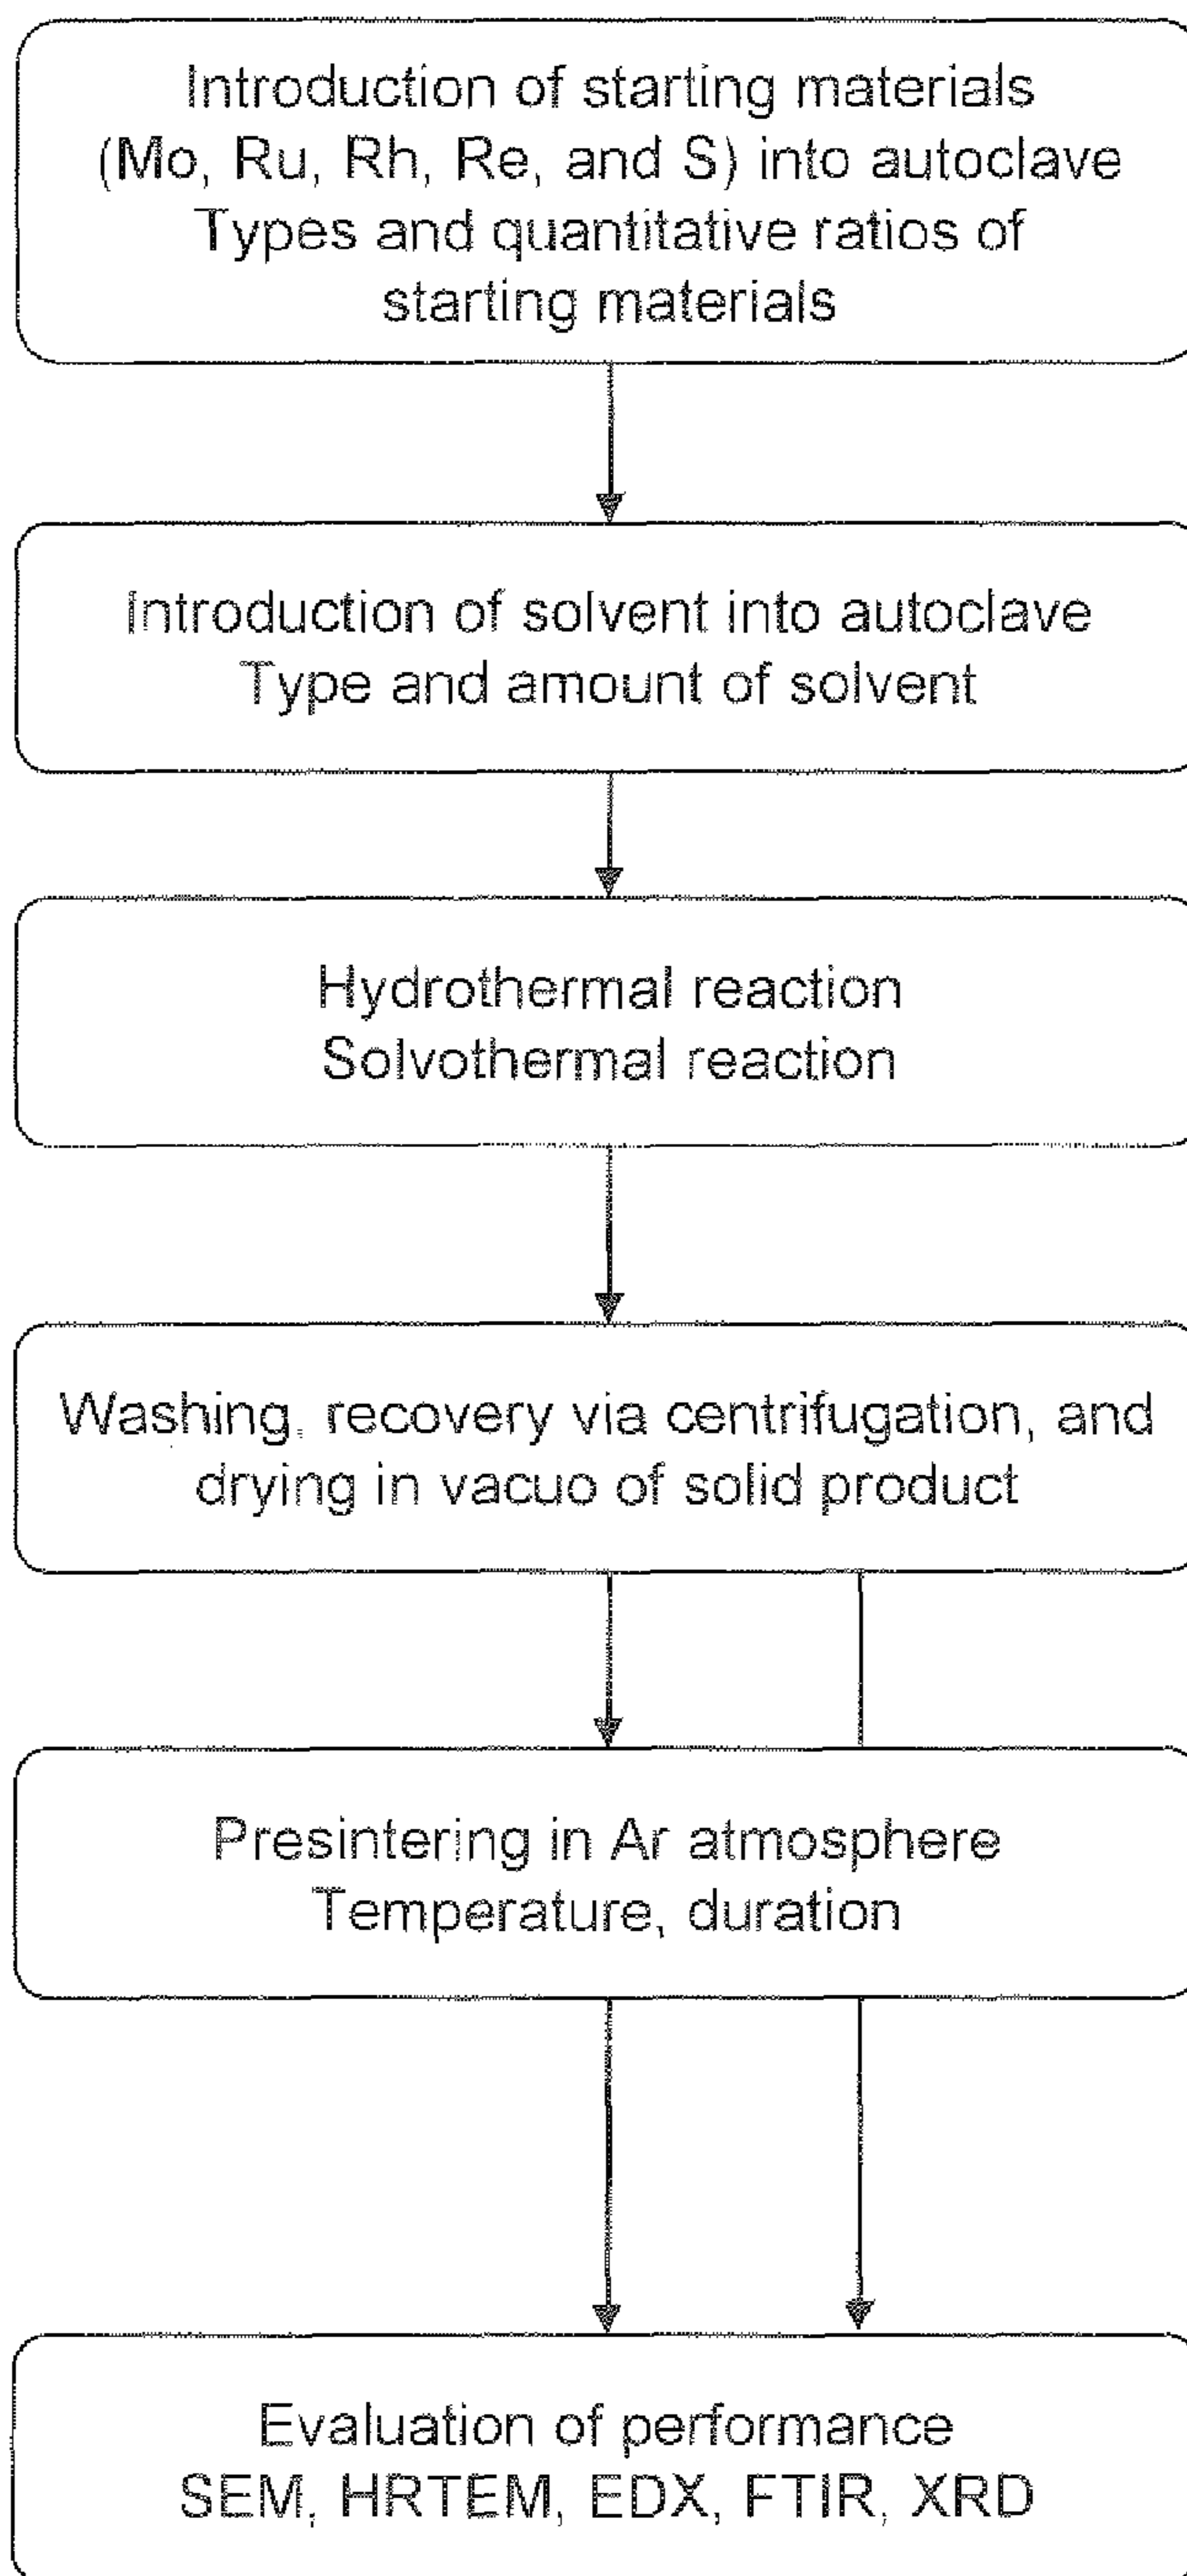 Introduction of starting materials
(Mo, Ru, Rh, Re, and S) into autoclave
Types and quantitative ratios of
starting materials
Introduction of solvent into autoclave
Type and amount of solvent
Hydrothermal reaction
Solvothermal reaction
Washing, recovery via centrifugation, and
drying in vacuo of solid product
Presintering in Ar atmosphere
Temperature, duration
Evaluation of performance
SEM, HRTEM, EDX, FTIR, XRD